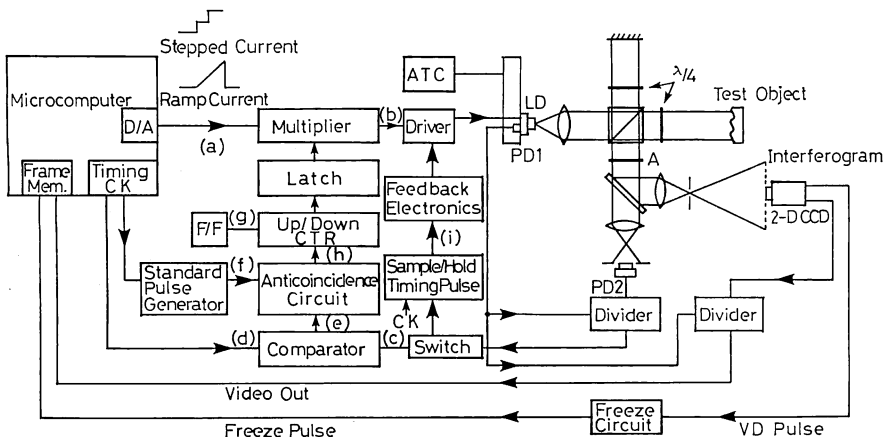 Stepped Current
Ramp Current
Microcomputer
D/A
Frame
Mem.
Timing
CK
(a)
Multiplier
(b)
Driver
ATC
LD
PD1
λ/4
Test Object
A
Interferogram
2-D CCD
Latch
Feedback
Electronics
F/F
(g)
Up/Down
CTR
(h)
(i)
Standard
Pulse
Generator
(f)
Anticoincidence
Circuit
Sample/Hold
Timing Pulse
PD2
(e)
CK
Divider
Divider
(d)
Comparator
(c)
Switch
Video Out
Freeze Pulse
Freeze
Circuit
VD Pulse